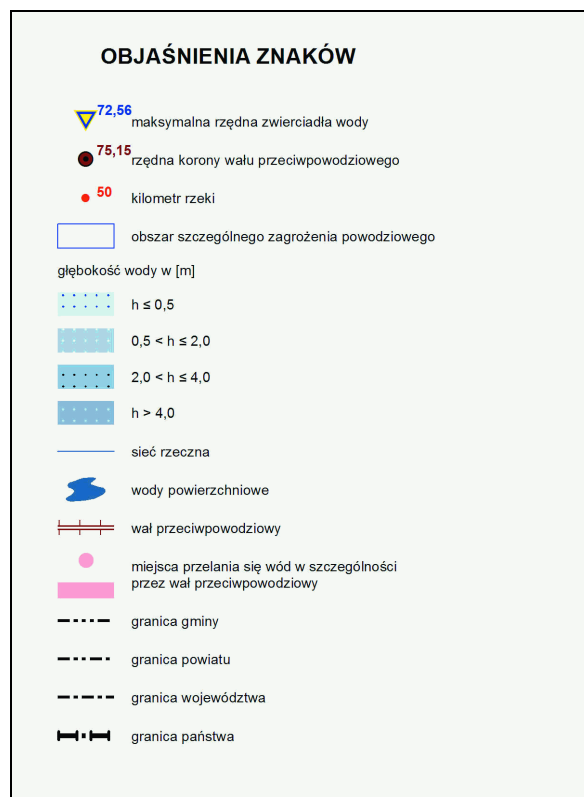 OBJAŚNIENIA ZNAKÓW
72,56 maksymalna rzędna zwierciadła wody
75,15 rzędna korony wału przeciwpowodziowego
50 kilometr rzeki
obszar szczególnego zagrożenia powodziowego
głębokość wody w [m]
h ≤ 0,5
0,5 < h ≤ 2,0
2,0 < h ≤ 4,0
h > 4,0
sieć rzeczna
wody powierzchniowe
wał przeciwpowodziowy
miejsca przelania się wód w szczególności
przez wał przeciwpowodziowy
granica gminy
granica powiatu
granica województwa
granica państwa